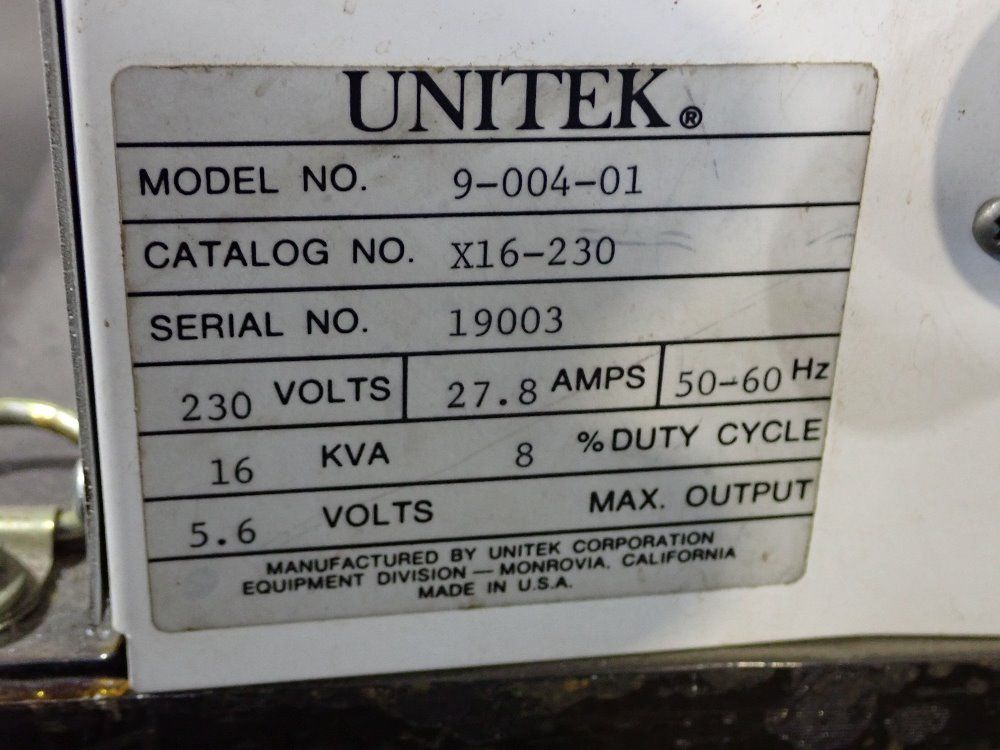 UNITEK®
MODEL NO. 9-004-01
CATALOG NO. X16-230
SERIAL NO. 19003
230 VOLTS 27.8 AMPS 50-60 Hz
16 KVA 8 % DUTY CYCLE
5.6 VOLTS MAX. OUTPUT
MANUFACTURED BY UNITEK CORPORATION
EQUIPMENT DIVISION — MONROVIA, CALIFORNIA
MADE IN U.S.A.